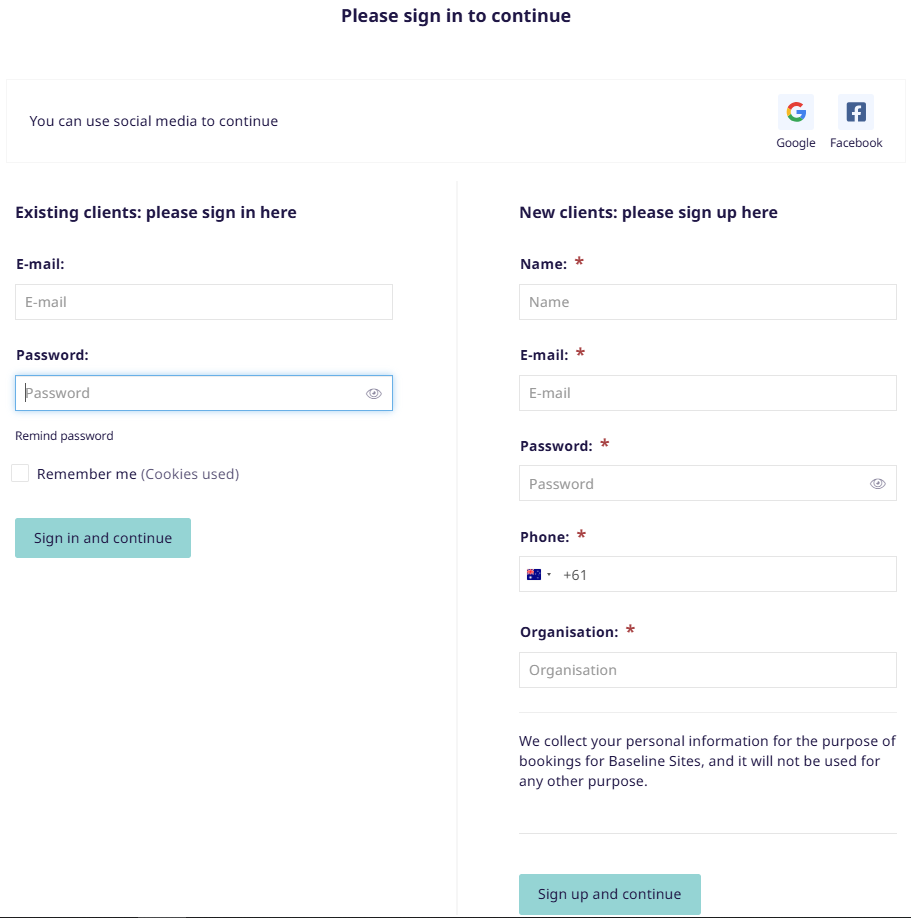 Please sign in to continue
You can use social media to continue
Google
Facebook
Existing clients: please sign in here
E-mail:
E-mail
Password:
Password
Remind password
Remember me (Cookies used)
Sign in and continue
New clients: please sign up here
Name: *
Name
E-mail: *
E-mail
Password: *
Password
Phone: *
+61
Organisation: *
Organisation
We collect your personal information for the purpose of
bookings for Baseline Sites, and it will not be used for
any other purpose.
Sign up and continue